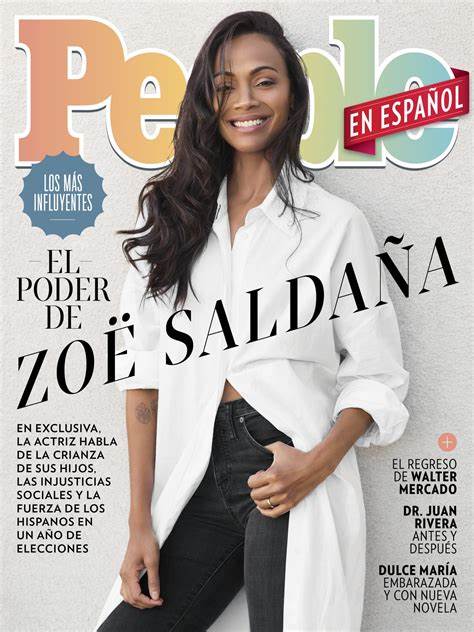 People
EN ESPAÑOL
LOS MÁS
INFLUYENTES
EL
PODER
DE
ZOË SALDAÑA
EN EXCLUSIVA,
LA ACTRIZ HABLA
DE LA CRIANZA
DE SUS HIJOS,
LAS INJUSTICIAS
SOCIALES Y LA
FUERZA DE LOS
HISPANOS EN
UN AÑO DE
ELECCIONES
+
EL REGRESO
DE WALTER
MERCADO
DR. JUAN
RIVERA
ANTES Y
DESPUÉS
DULCE MARÍA
EMBARAZADA
Y CON NUEVA
NOVELA